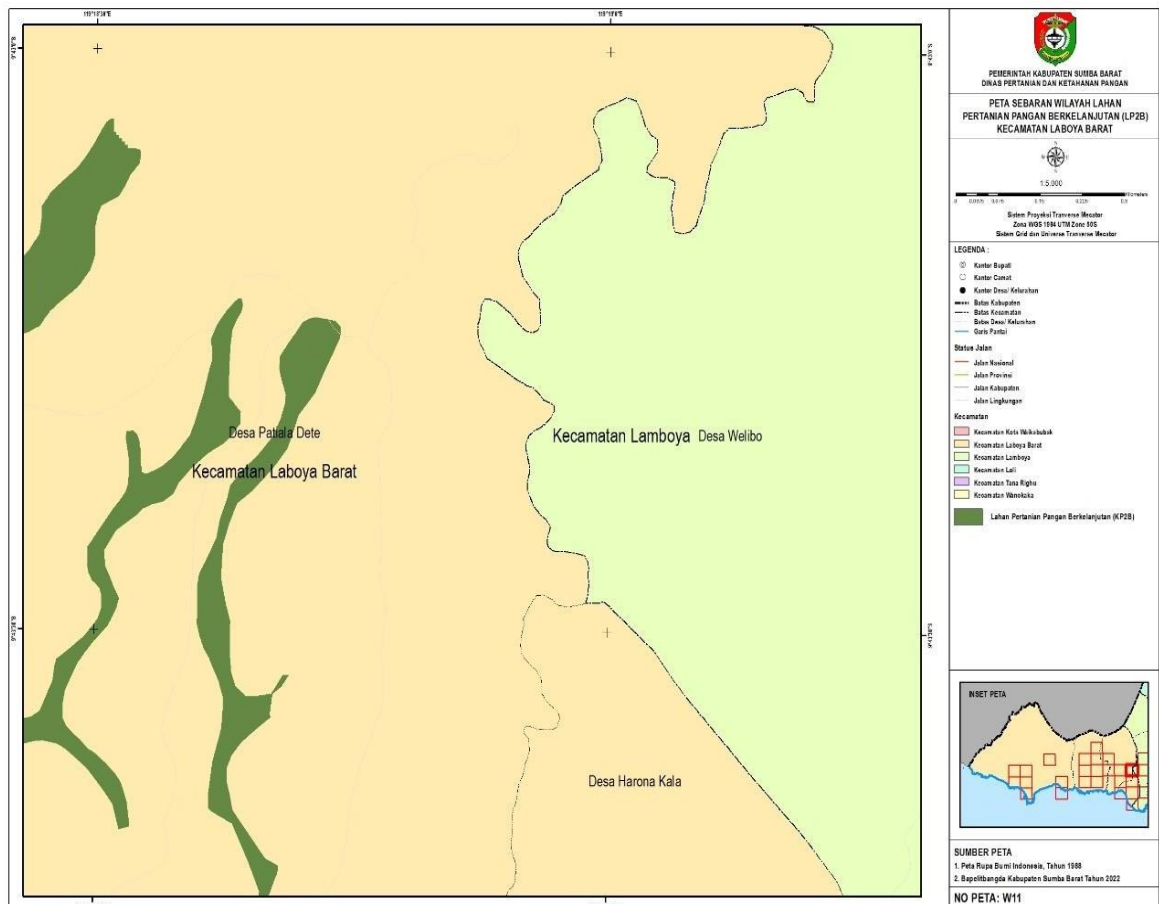 PEMERINTAH KABUPATEN SUMBA BARAT
DINAS PERTANIAN DAN KETAHANAN PANGAN
PETA SEBARAN WILAYAH LAHAN
PERTANIAN PANGAN BERKELANJUTAN (LP2B)
KECAMATAN LABOYA BARAT
1:5.000
Sistem Proyeksi Tranverse Mecator
Zona WGS 1984 UTM Zone 50S
Sistem Grid dan Universe Tranverse Mecator
LEGENDA :
Kantor Bupati
Kantor Camat
Kantor Desa/ Kelurahan
Batas Kabupaten
Batas Kecamatan
Batas Desa/ Kelurahan
Garis Pantai
Status Jalan
Jalan Nasional
Jalan Provinsi
Jalan Kabupaten
Jalan Lingkungan
Kecamatan
Kecamatan Kota Waikabubak
Kecamatan Laboya Barat
Kecamatan Lamboya
Kecamatan Loli
Kecamatan Tana Righu
Kecamatan Wanokaka
Lahan Pertanian Pangan Berkelanjutan (KP2B)
INSET PETA
SUMBER PETA
1. Peta Rupa Bumi Indonesia, Tahun 1988
2. Bapelitbangda Kabupaten Sumba Barat Tahun 2022
NO PETA: W11
Desa Patiala Dete
Kecamatan Laboya Barat
Kecamatan Lamboya Desa Welibo
Desa Harona Kala